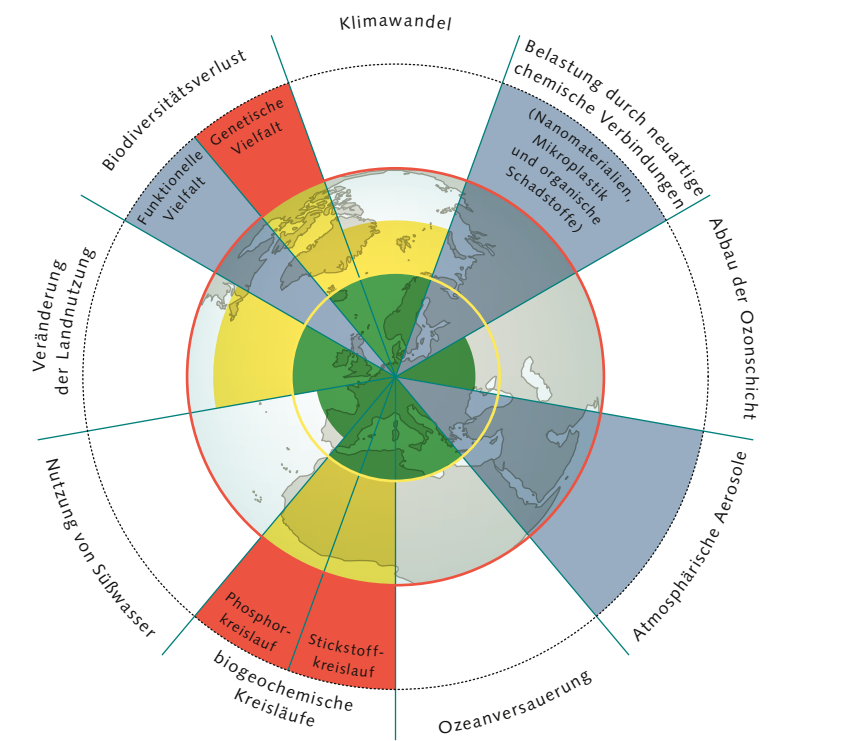 Klimawandel
Belastung durch neuartige
chemische Verbindungen
(Nanomaterialien,
Mikroplastik
und organische
Schadstoffe)
Abbau der Ozonschicht
Atmosphärische Aerosole
Ozeanversauerung
biogeochemische
Kreisläufe
Stickstoff-
kreislauf
Phosphor-
kreislauf
Nutzung von Süßwasser
Veränderung
der Landnutzung
Biodiversitätsverlust
Funktionelle
Vielfalt
Genetische
Vielfalt